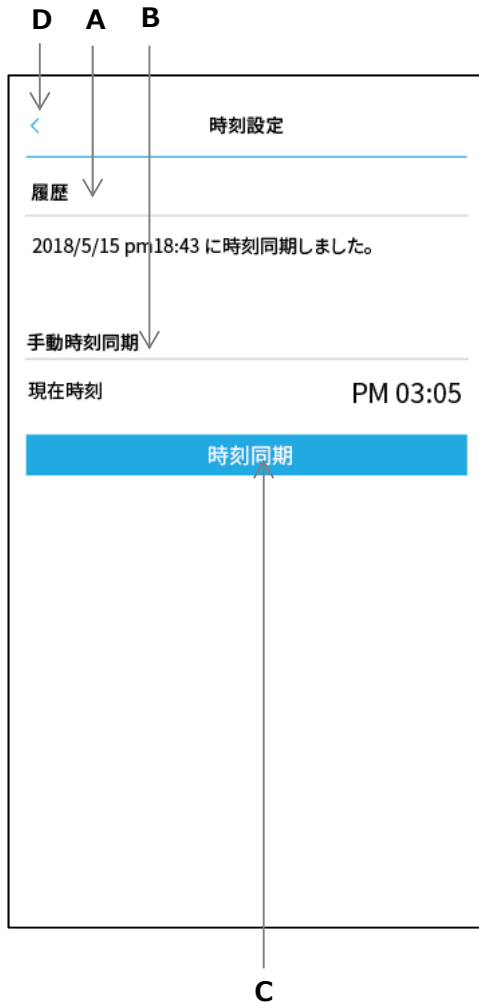 D A B
< 時刻設定
履歴
2018/5/15 pm18:43 に時刻同期しました。
手動時刻同期
現在時刻 PM 03:05
時刻同期
C